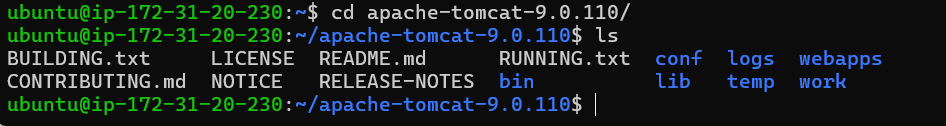 ubuntu@ip-172-31-20-230:~$ cd apache-tomcat-9.0.110/
ubuntu@ip-172-31-20-230:~/apache-tomcat-9.0.110$ ls
BUILDING.txt     LICENSE  README.md      RUNNING.txt  conf  logs  webapps
CONTRIBUTING.md  NOTICE   RELEASE-NOTES  bin          lib   temp  work
ubuntu@ip-172-31-20-230:~/apache-tomcat-9.0.110$